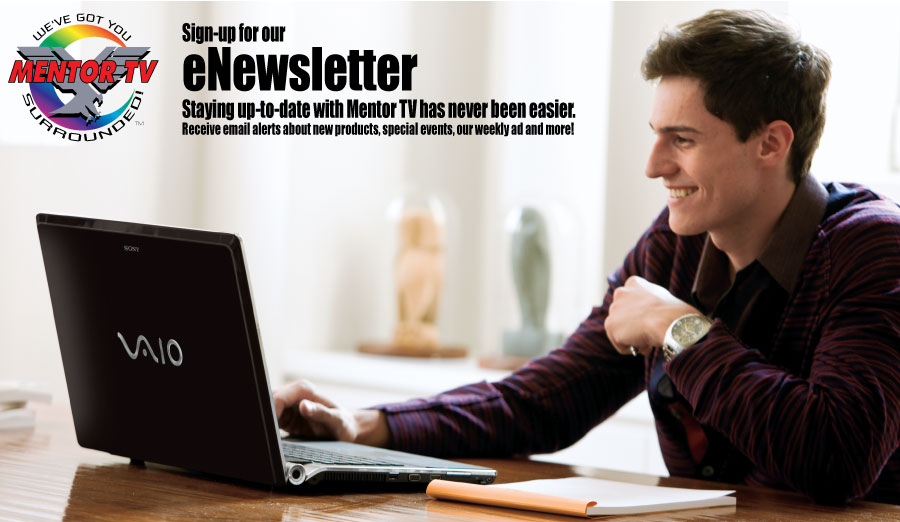 WE'VE GOT YOU
MENTOR TV
SURROUNDED!
TM
Sign-up for our
eNewsletter
Staying up-to-date with Mentor TV has never been easier.
Receive email alerts about new products, special events, our weekly ad and more!
SONY
VAIO